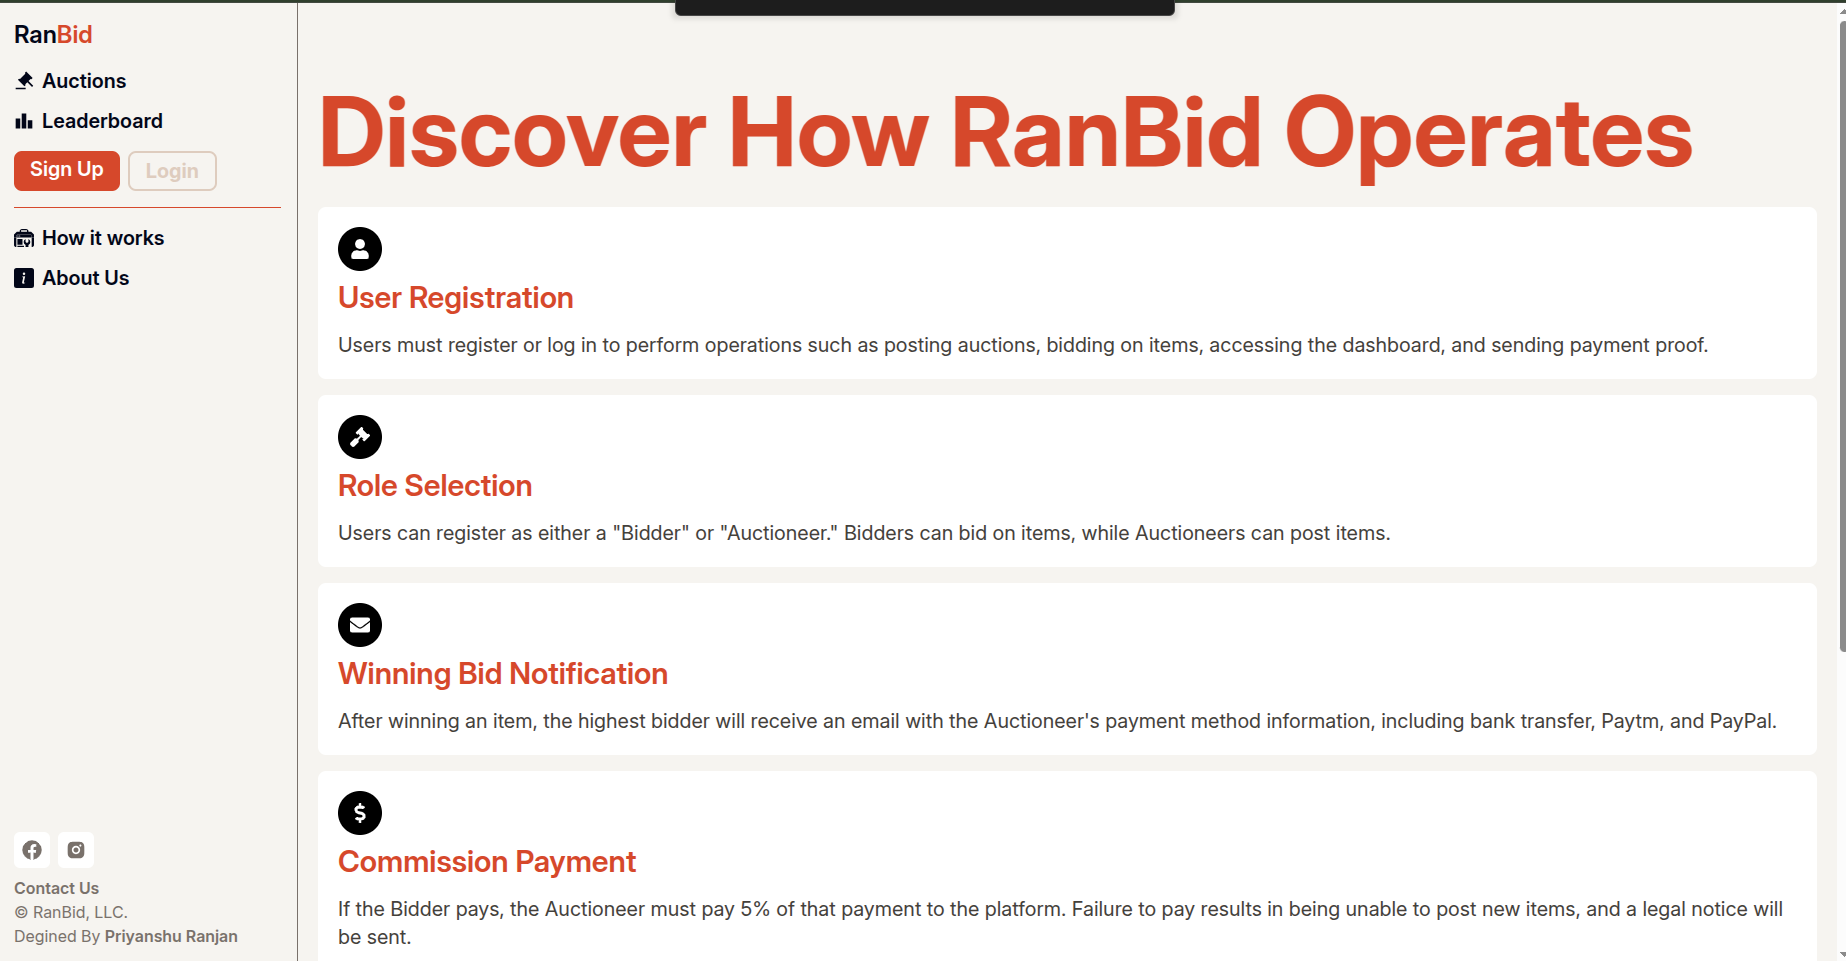 RanBid
Auctions
Leaderboard
Sign Up
Login
How it works
About Us
Contact Us
© RanBid, LLC.
Degined By Priyanshu Ranjan
Discover How RanBid Operates
User Registration
Users must register or log in to perform operations such as posting auctions, bidding on items, accessing the dashboard, and sending payment proof.
Role Selection
Users can register as either a "Bidder" or "Auctioneer." Bidders can bid on items, while Auctioneers can post items.
Winning Bid Notification
After winning an item, the highest bidder will receive an email with the Auctioneer's payment method information, including bank transfer, Paytm, and PayPal.
Commission Payment
If the Bidder pays, the Auctioneer must pay 5% of that payment to the platform. Failure to pay results in being unable to post new items, and a legal notice will
be sent.